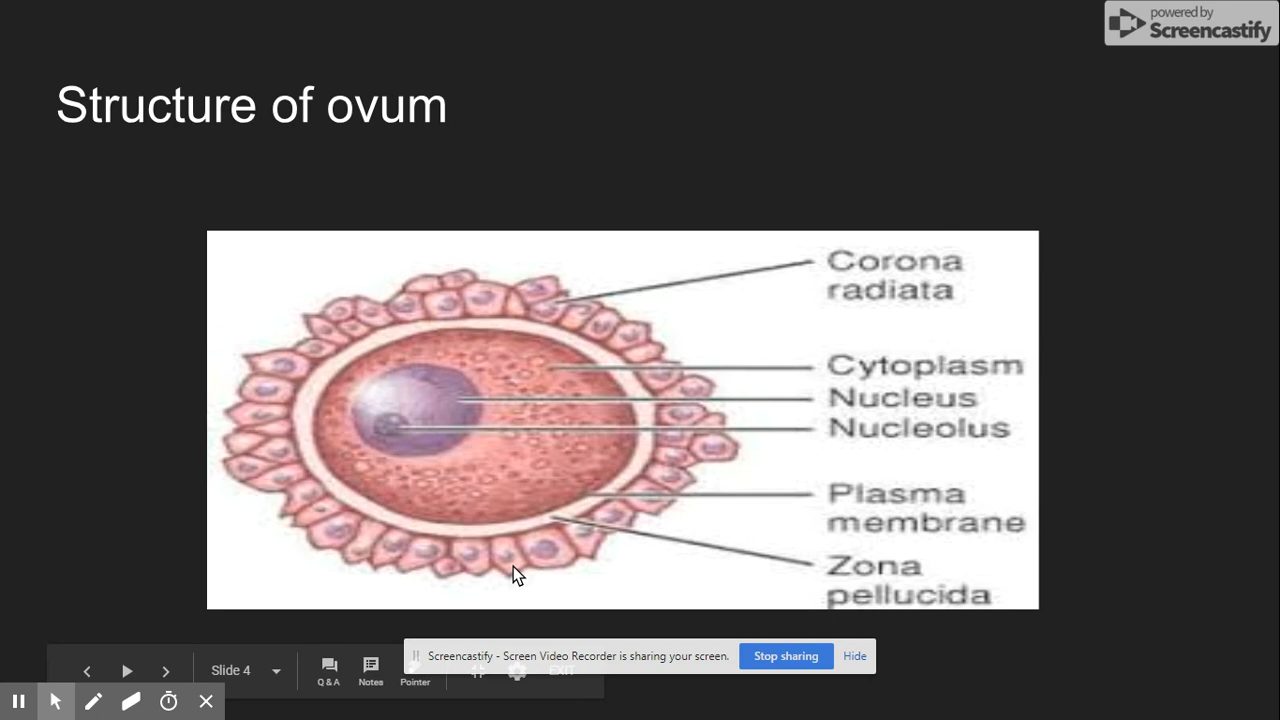 powered by
Screencastify
Structure of ovum
Corona
radiata
Cytoplasm
Nucleus
Nucleolus
Plasma
membrane
Zona
pellucida
Screencastify - Screen Video Recorder is sharing your screen.
Stop sharing
Hide
Slide 4
Q & A
Notes
Pointer
EXIT